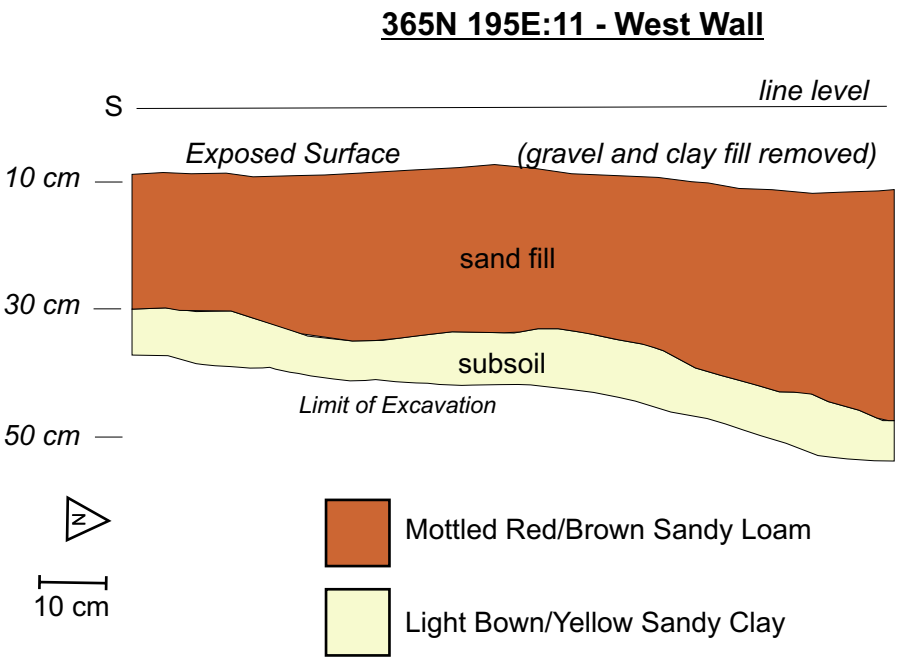 365N 195E:11 - West Wall
line level
S
Exposed Surface (gravel and clay fill removed)
10 cm
sand fill
30 cm
subsoil
Limit of Excavation
50 cm
N
Mottled Red/Brown Sandy Loam
10 cm
Light Bown/Yellow Sandy Clay